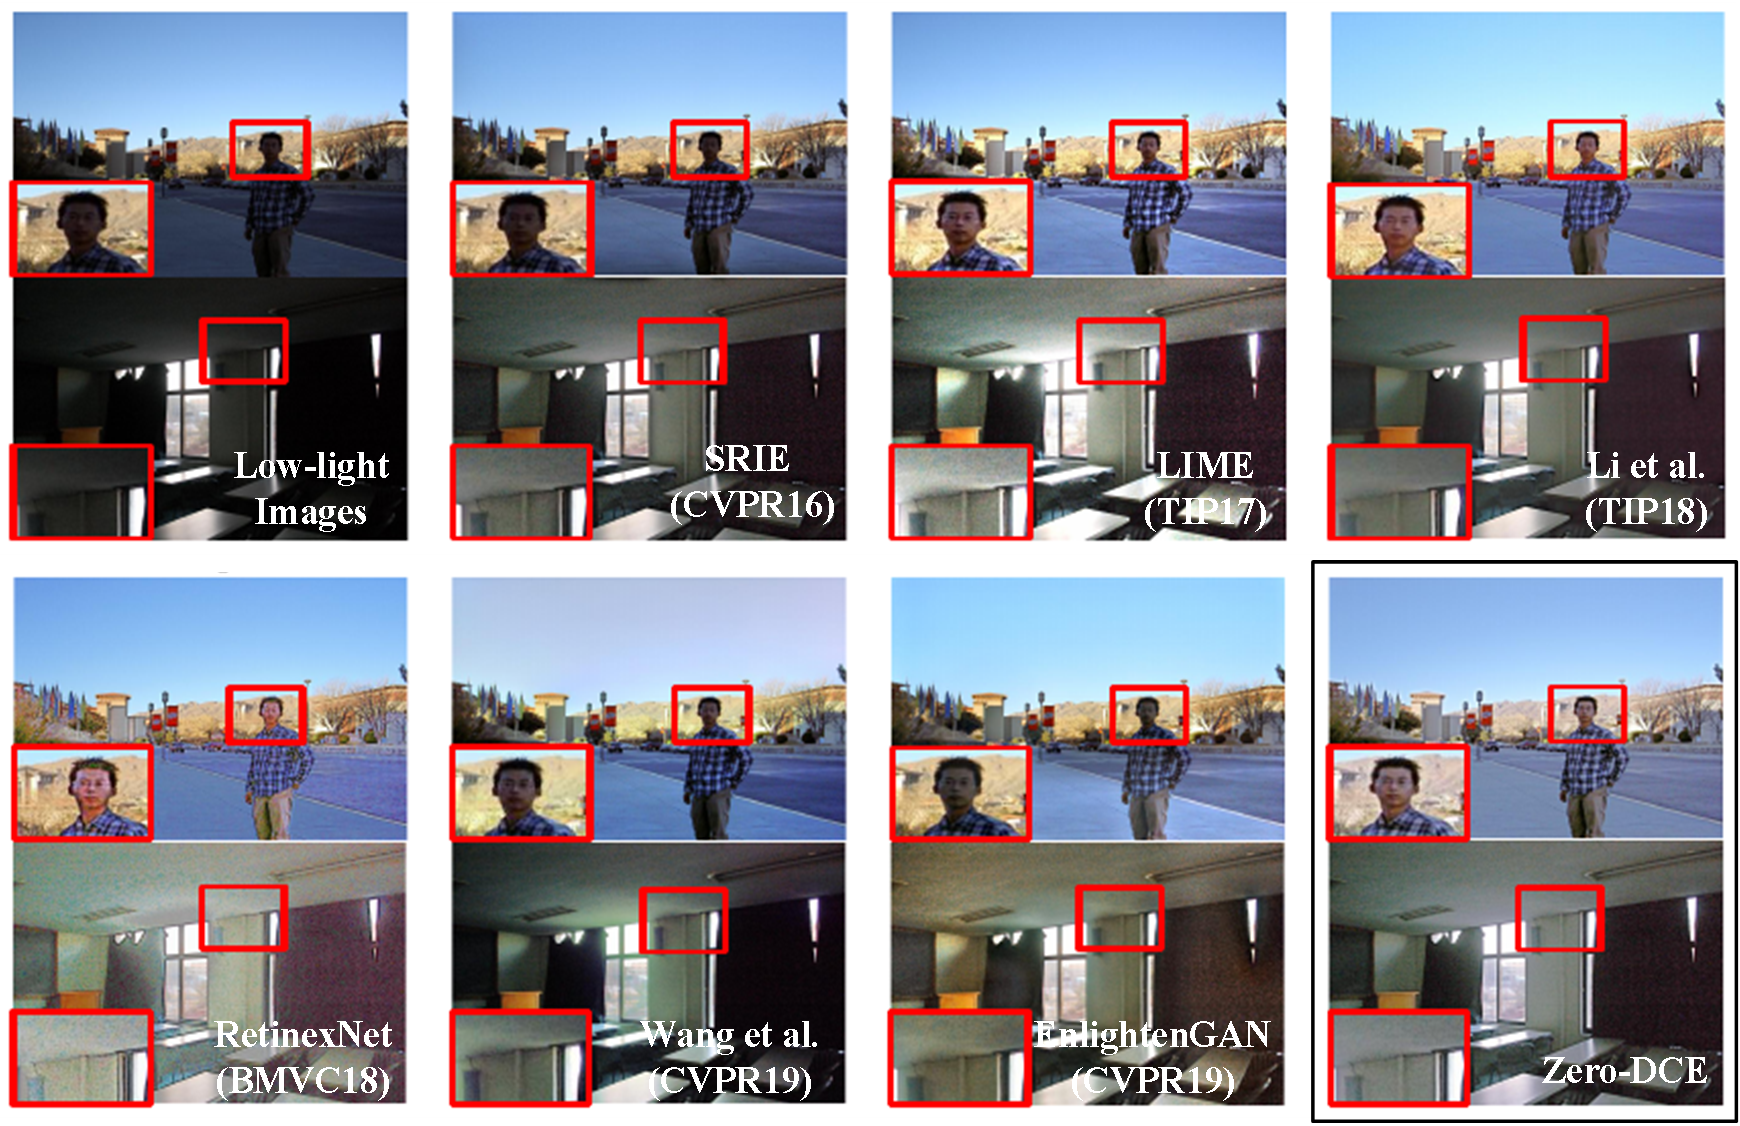 Low-light
Images
SRIE
(CVPR16)
LIME
(TIP17)
Li et al.
(TIP18)
RetinexNet
(BMVC18)
Wang et al.
(CVPR19)
EnlightenGAN
(CVPR19)
Zero-DCE